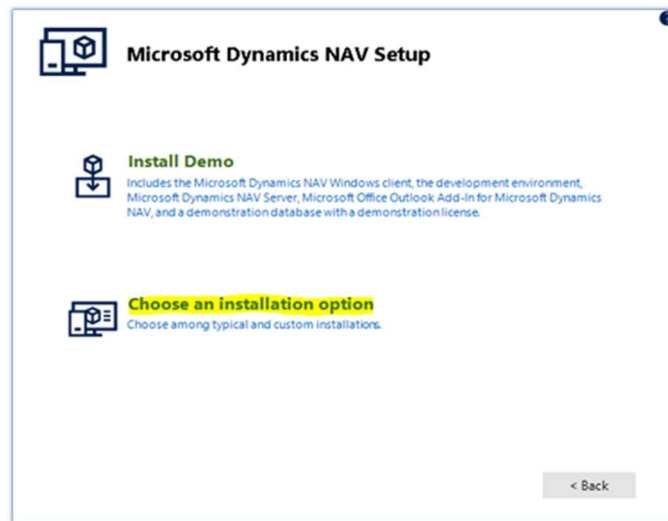 Microsoft Dynamics NAV Setup
Install Demo
Includes the Microsoft Dynamics NAV Windows client, the development environment,
Microsoft Dynamics NAV Server, Microsoft Office Outlook Add-In for Microsoft Dynamics
NAV, and a demonstration database with a demonstration license.
Choose an installation option
Choose among typical and custom installations.
< Back